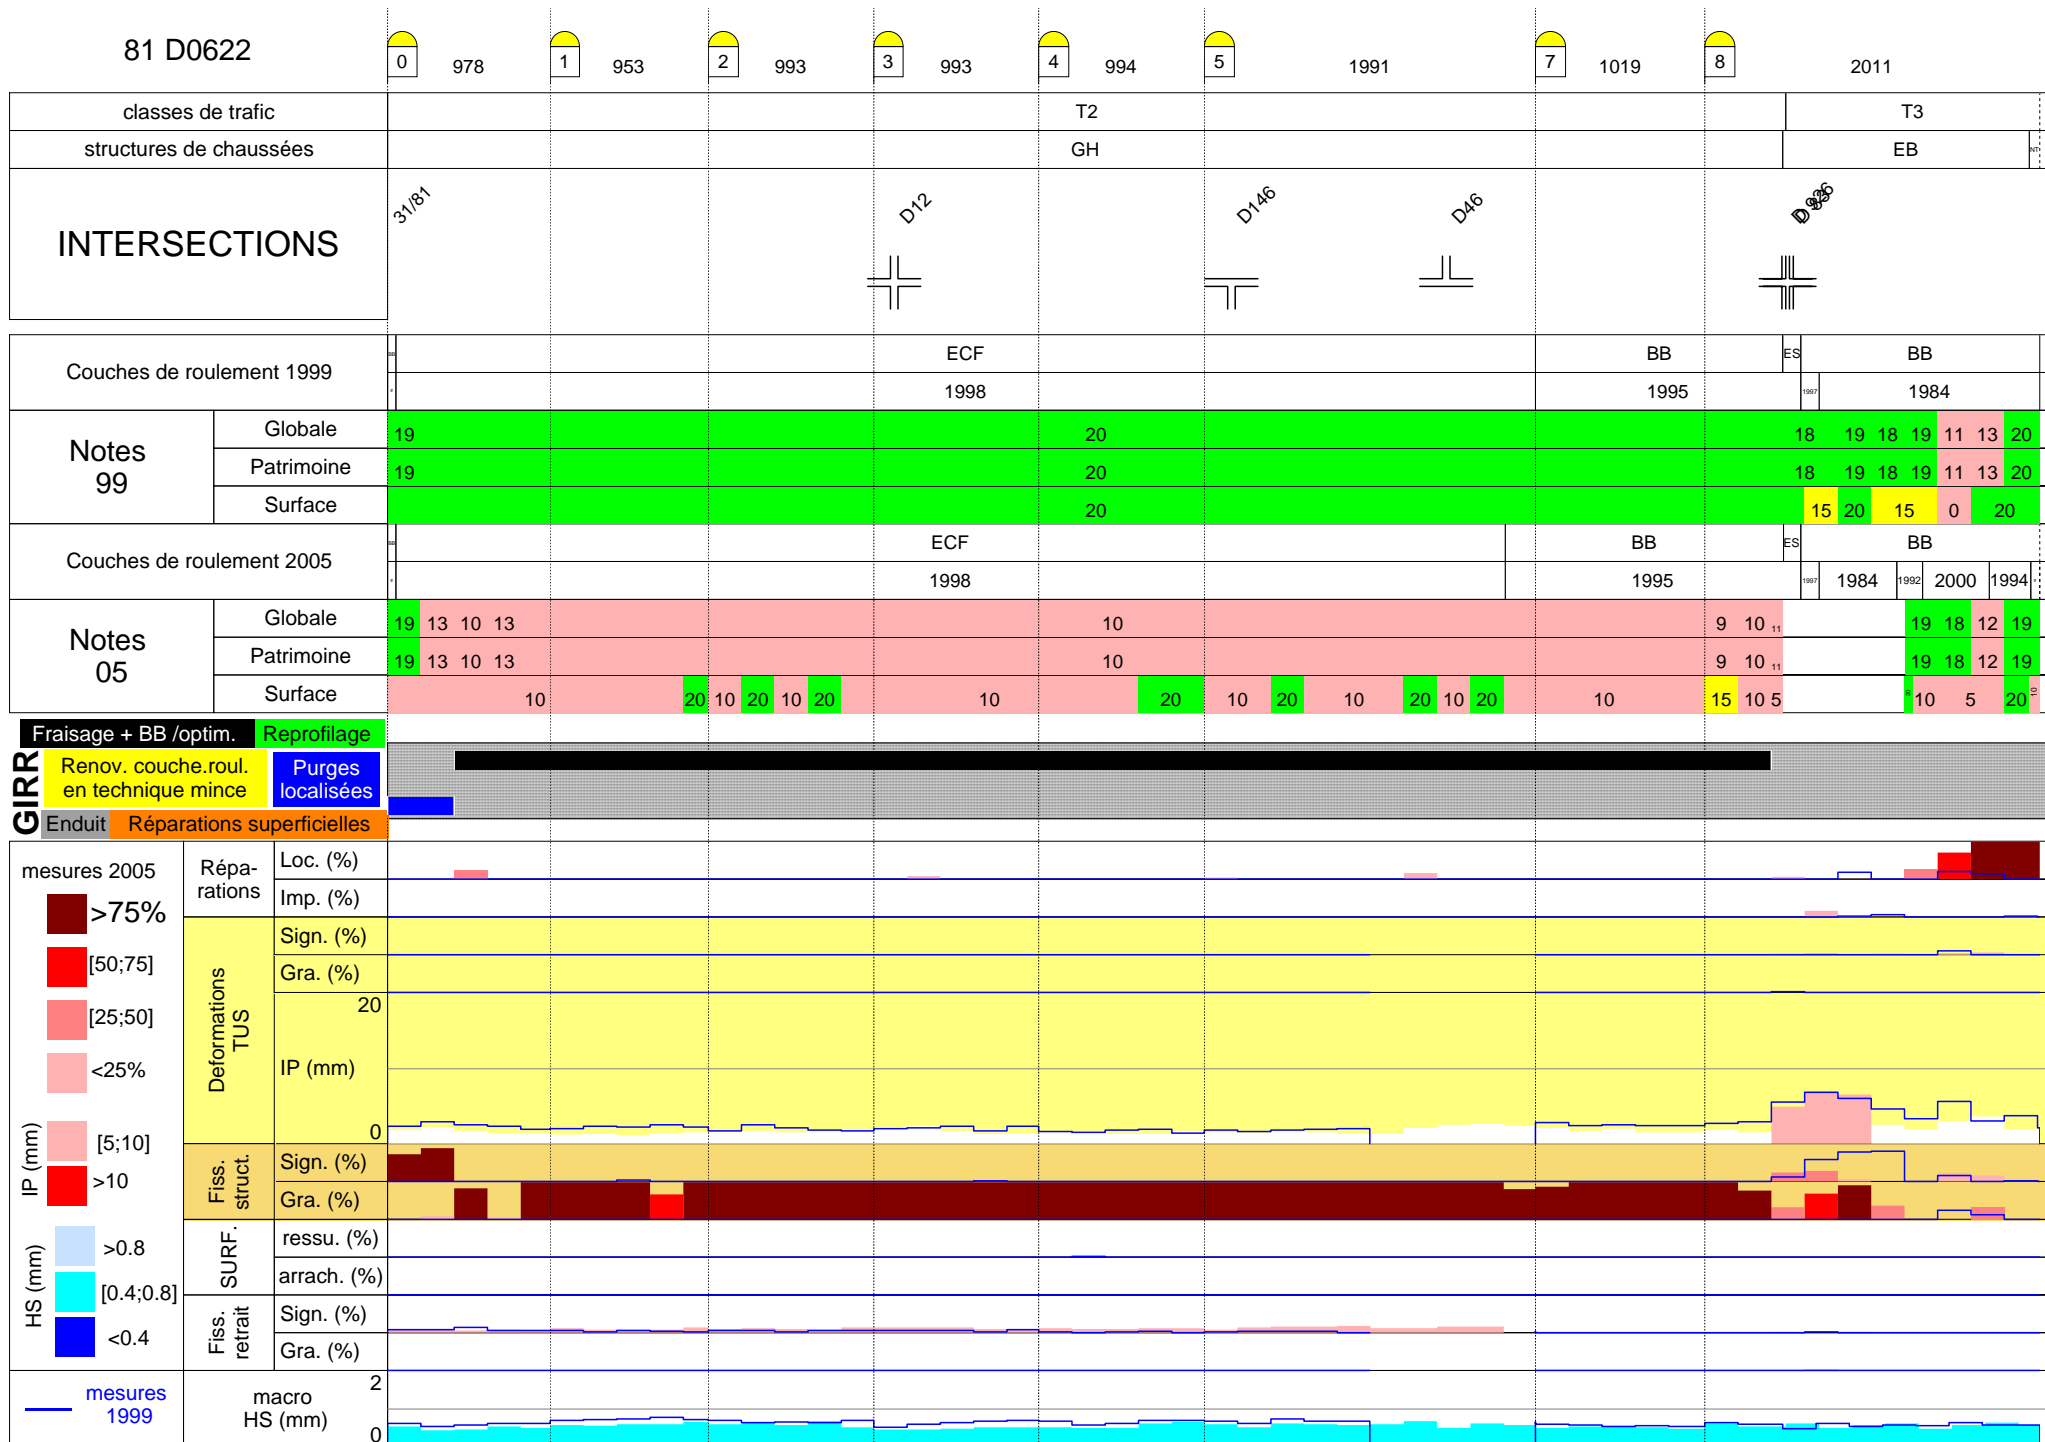 81 D0622
0 978 1 953 2 993 3 993 4 994 5 1991 7 1019 8 2011
classes de trafic T2 T3
structures de chaussées GH EB NT
INTERSECTIONS
31/81 D12 D146 D46
Couches de roulement 1999
ECF BB ES BB
1998 1995 1997 1984
Notes 99
Globale 19 20 18 19 18 19 11 13 20
Patrimoine 19 20 18 19 18 19 11 13 20
Surface 20 15 20 15 0 20
Couches de roulement 2005
ECF BB ES BB
1998 1995 1997 1984 1992 2000 1994
Notes 05
Globale 19 13 10 13 10 9 10 11 19 18 12 19
Patrimoine 19 13 10 13 10 9 10 11 19 18 12 19
Surface 10 20 10 20 10 20 10 20 10 20 10 20 10 20 10 15 10 5 10 5 20 10
GIRR
Fraisage + BB /optim. Reprofilage
Renov. couche.roul.
en technique mince
Purges
localisées
Enduit Réparations superficielles
mesures 2005
>75%
[50;75]
[25;50]
<25%
IP (mm)
[5;10]
>10
HS (mm)
>0.8
[0.4;0.8]
<0.4
mesures
1999
Répa-
rations
Loc. (%)
Imp. (%)
Deformations
TUS
Sign. (%)
Gra. (%)
20
IP (mm)
0
Fiss.
struct.
Sign. (%)
Gra. (%)
SURF.
ressu. (%)
arrach. (%)
Fiss.
retrait
Sign. (%)
Gra. (%)
macro
HS (mm)
2
0